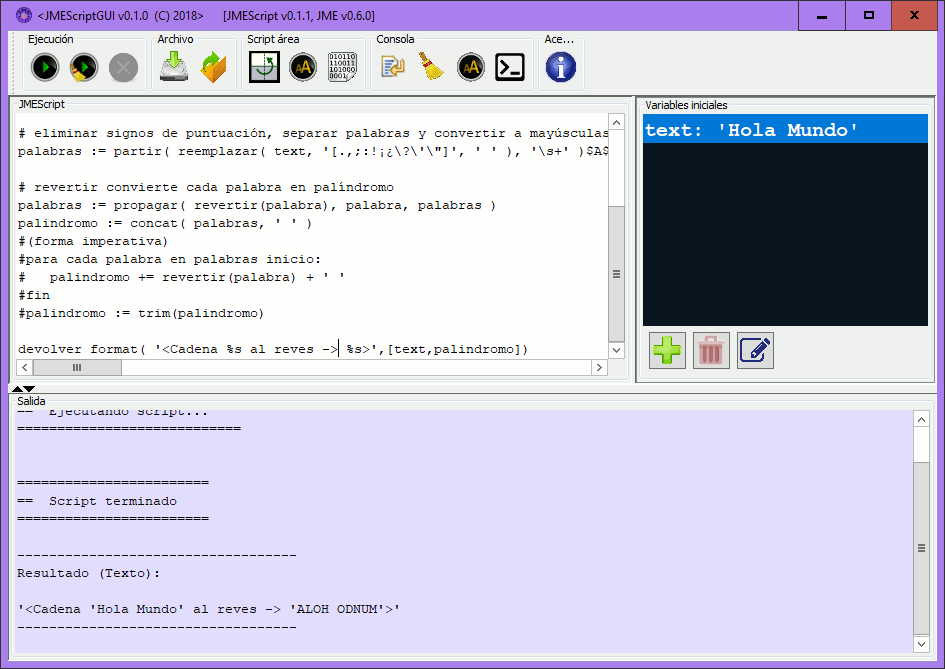 <JMEScriptGUI v0.1.0 (C) 2018> [JMEScript v0.1.1, JME v0.6.0]
Ejecución Archivo Script área Consola Ace...
JMEScript
# eliminar signos de puntuación, separar palabras y convertir a mayúsculas
palabras := partir( reemplazar( text, '[.,;:!¡¿\?\'\"]', ' ' ), '\s+' )$A$
# revertir convierte cada palabra en palíndromo
palabras := propagar( revertir(palabra), palabra, palabras )
palindromo := concat( palabras, ' ' )
#(forma imperativa)
#para cada palabra en palabras inicio:
#   palindromo += revertir(palabra) + ' '
#fin
#palindromo := trim(palindromo)
devolver format( '<Cadena %s al reves -> %s>',[text,palindromo])
Variables iniciales
text: 'Hola Mundo'
Salida
==  Ejecutando script...
============================
========================
==  Script terminado
========================
-----------------------------------
Resultado (Texto):
'<Cadena 'Hola Mundo' al reves -> 'ALOH ODNUM'>'
-----------------------------------